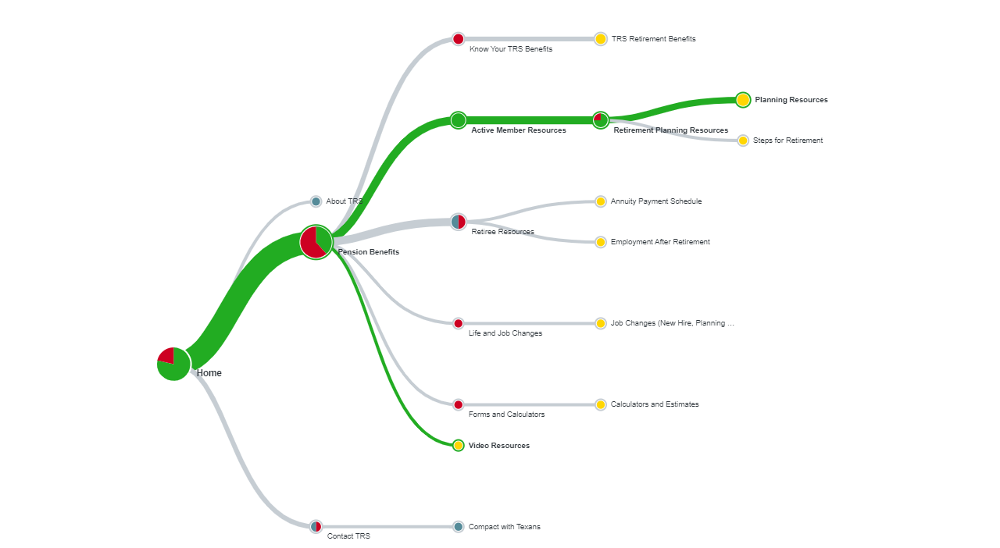 TRS Retirement Benefits
Know Your TRS Benefits
Planning Resources
Active Member Resources
Retirement Planning Resources
Steps for Retirement
About TRS
Annuity Payment Schedule
Retiree Resources
Employment After Retirement
Pension Benefits
Job Changes (New Hire, Planning ...
Life and Job Changes
Home
Calculators and Estimates
Forms and Calculators
Video Resources
Compact with Texans
Contact TRS